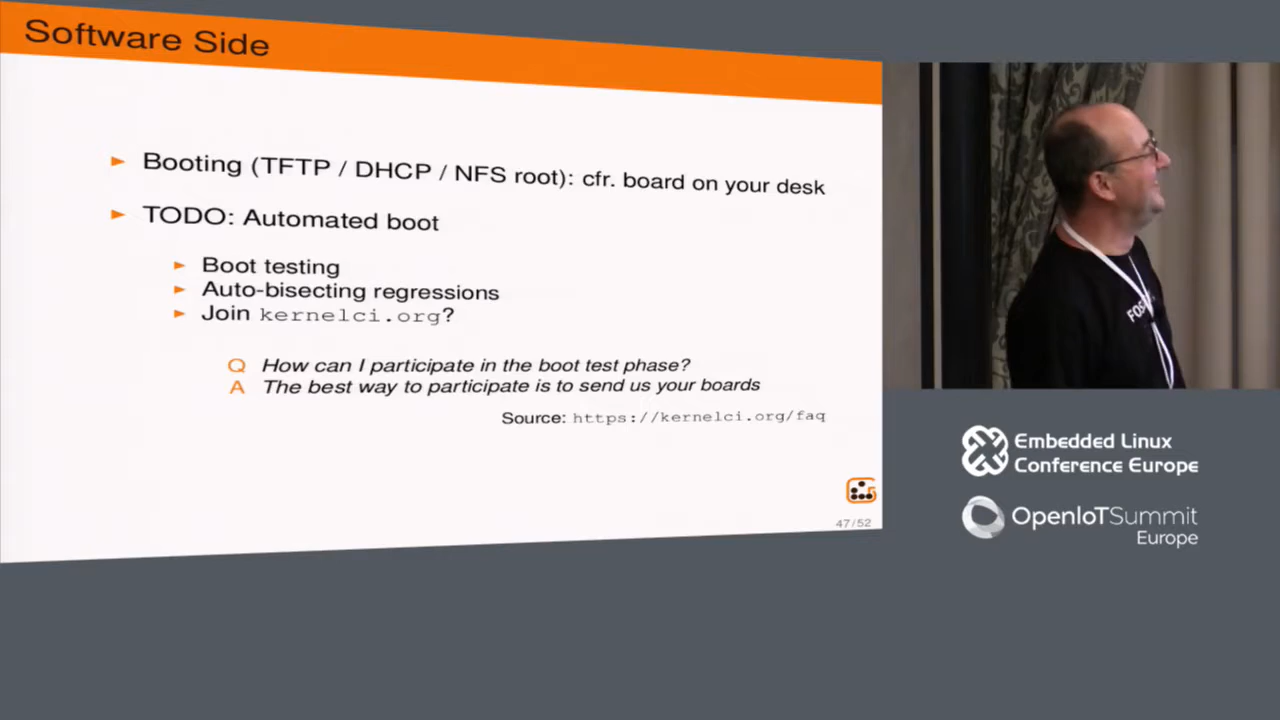 Software Side
► Booting (TFTP / DHCP / NFS root): cfr. board on your desk
► TODO: Automated boot
► Boot testing
► Auto-bisecting regressions
► Join kernelci.org?
Q How can I participate in the boot test phase?
A The best way to participate is to send us your boards
Source: https://kernelci.org/faq
47/52
Embedded Linux
Conference Europe
OpenIoTSummit
Europe